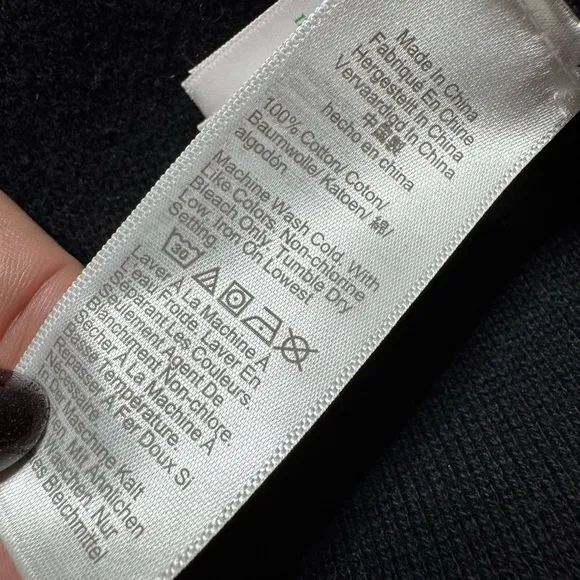 Made in China
Fabriqué En Chine
Hergestellt In China
Vervaardigd In China
中國製
hecho en china
100% Cotton/ Coton/
Baumwolle/ Katoen/ 綿/
algodón
Machine Wash Cold. With
Like Colors. Non-chlorine
Bleach Only. Tumble Dry
Low. Iron On Lowest
Setting
30
Laver À La Machine À
L'eau Froide. Laver En
Séparant Les Couleurs.
Seulement Agent De
Blanchiment Non-chlore.
Sécher À La Machine À
Basse Température.
Repasser À Fer Doux Si
Nécessaire
In Der Maschine Kalt
Mit Ähnlichen
Nur
Bleichmittel